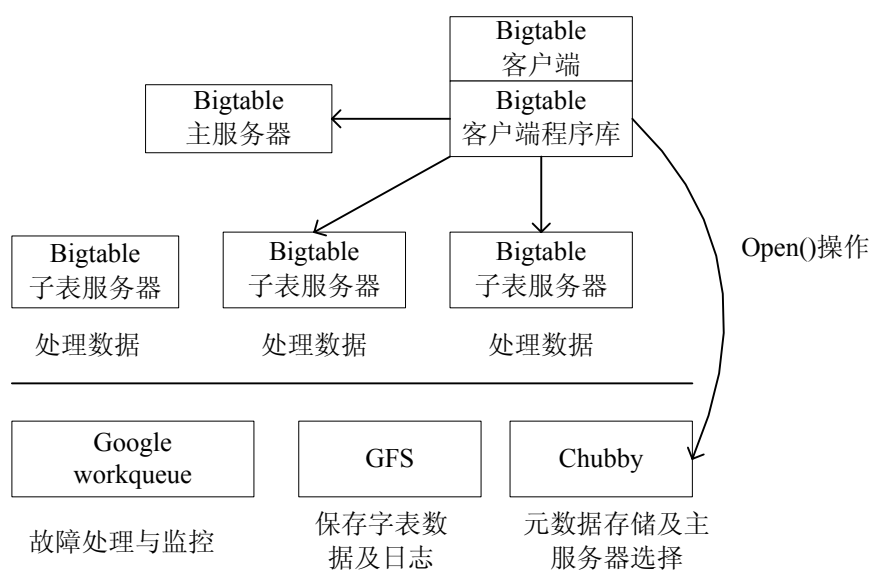 Bigtable
客户端
Bigtable
主服务器
Bigtable
客户端程序库
Bigtable
子表服务器
Bigtable
子表服务器
Bigtable
子表服务器
Open()操作
处理数据
处理数据
处理数据
Google
workqueue
GFS
Chubby
故障处理与监控
保存字表数
据及日志
元数据存储及主
服务器选择